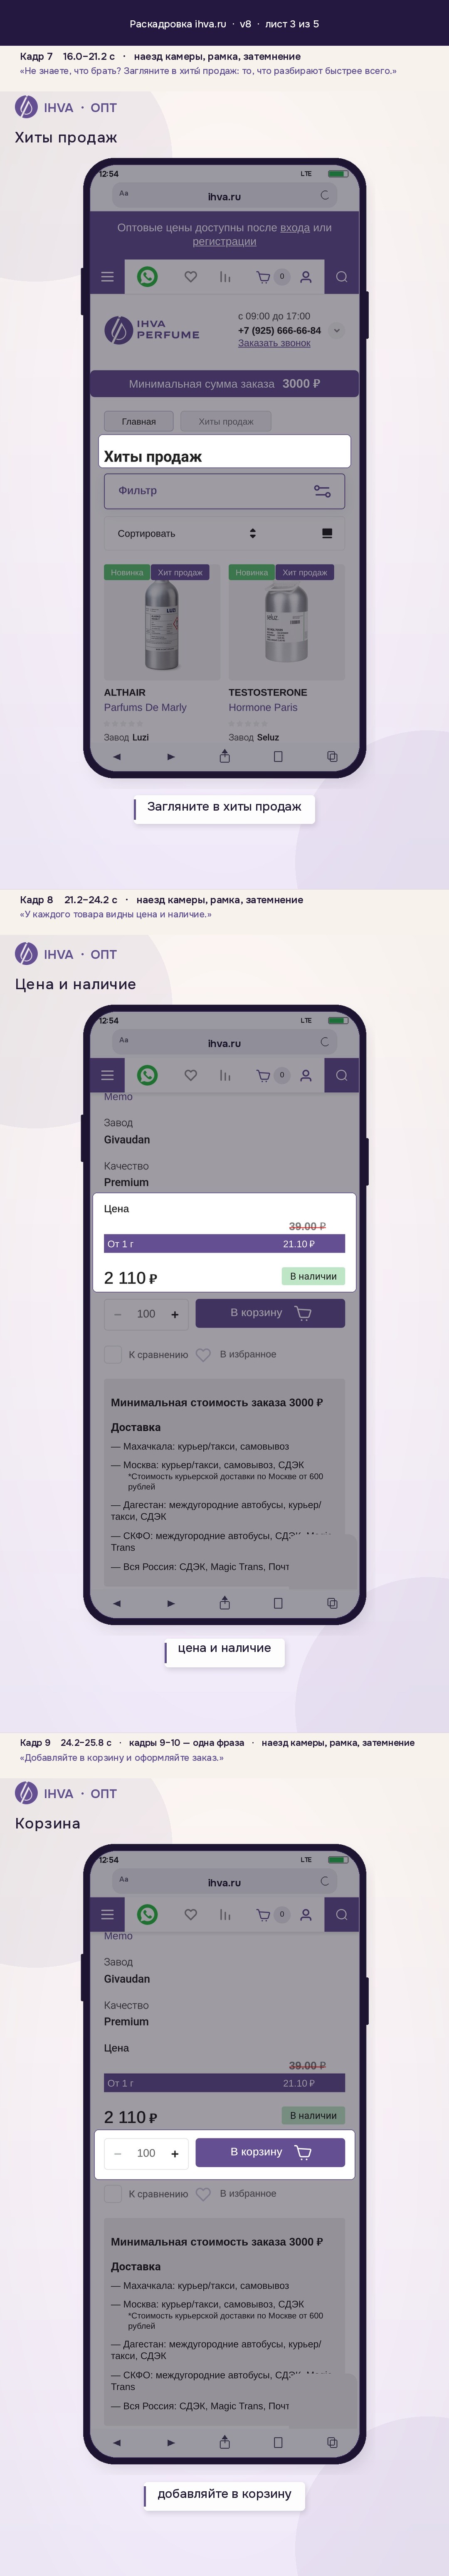 Раскадровка ihva.ru · v8 · лист 3 из 5
Кадр 7 16.0–21.2 с · наезд камеры, рамка, затемнение
«Не знаете, что брать? Загляните в хиты́ продаж: то, что разбирают быстрее всего.»
IHVA · ОПТ
Хиты продаж
12:54 LTE
Aa ihva.ru
Оптовые цены доступны после входа или
регистрации
0
IHVA
PERFUME
с 09:00 до 17:00
+7 (925) 666-66-84
Заказать звонок
Минимальная сумма заказа 3000 ₽
Главная Хиты продаж
Хиты продаж
Фильтр
Сортировать
Новинка Хит продаж Новинка Хит продаж
ALTHAIR TESTOSTERONE
Parfums De Marly Hormone Paris
Завод Luzi Завод Seluz
Загляните в хиты продаж
Кадр 8 21.2–24.2 с · наезд камеры, рамка, затемнение
«У каждого товара видны цена и наличие.»
IHVA · ОПТ
Цена и наличие
12:54 LTE
Aa ihva.ru
0
Memo
Завод
Givaudan
Качество
Premium
Цена
39.00 ₽
От 1 г 21.10 ₽
2 110 ₽ В наличии
− 100 + В корзину
К сравнению В избранное
Минимальная стоимость заказа 3000 ₽
Доставка
— Махачкала: курьер/такси, самовывоз
— Москва: курьер/такси, самовывоз, СДЭК
*Стоимость курьерской доставки по Москве от 600
рублей
— Дагестан: междугородние автобусы, курьер/
такси, СДЭК
— СКФО: междугородние автобусы, СДЭК, Magic
Trans
— Вся Россия: СДЭК, Magic Trans, Почт
цена и наличие
Кадр 9 24.2–25.8 с · кадры 9–10 — одна фраза · наезд камеры, рамка, затемнение
«Добавляйте в корзину и оформляйте заказ.»
IHVA · ОПТ
Корзина
12:54 LTE
Aa ihva.ru
0
Memo
Завод
Givaudan
Качество
Premium
Цена
39.00 ₽
От 1 г 21.10 ₽
2 110 ₽ В наличии
− 100 + В корзину
К сравнению В избранное
Минимальная стоимость заказа 3000 ₽
Доставка
— Махачкала: курьер/такси, самовывоз
— Москва: курьер/такси, самовывоз, СДЭК
*Стоимость курьерской доставки по Москве от 600
рублей
— Дагестан: междугородние автобусы, курьер/
такси, СДЭК
— СКФО: междугородние автобусы, СДЭК, Magic
Trans
— Вся Россия: СДЭК, Magic Trans, Почт
добавляйте в корзину